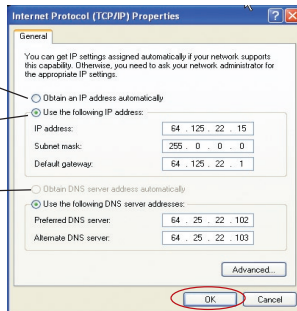 Internet Protocol (TCP/IP) Properties
General
You can get IP settings assigned automatically if your network supports
this capability. Otherwise, you need to ask your network administrator for
the appropriate IP settings.
Obtain an IP address automatically
Use the following IP address:
IP address: 64 . 125 . 22 . 15
Subnet mask: 255 . 0 . 0 . 0
Default gateway: 64 . 125 . 22 . 1
Obtain DNS server address automatically
Use the following DNS server addresses:
Preferred DNS server: 64 . 25 . 22 . 102
Alternate DNS server: 64 . 25 . 22 . 103
Advanced...
OK Cancel